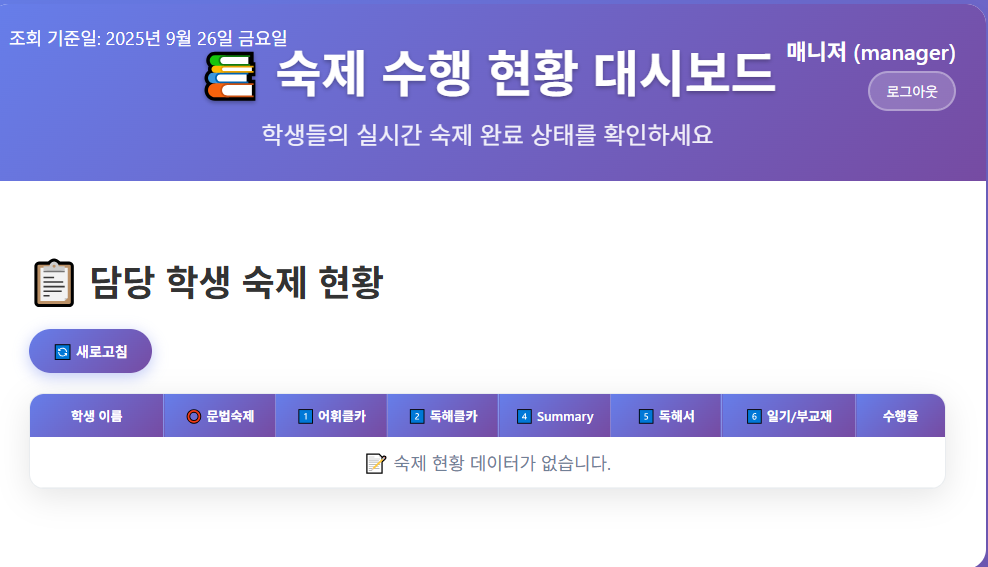 조회 기준일: 2025년 9월 26일 금요일
📚 숙제 수행 현황 대시보드
매니저 (manager)
로그아웃
학생들의 실시간 숙제 완료 상태를 확인하세요
📋 담당 학생 숙제 현황
🔄 새로고침
학생 이름 ⭕ 문법숙제 1️⃣ 어휘클카 2️⃣ 독해클카 4️⃣ Summary 5️⃣ 독해서 6️⃣ 일기/부교재 수행율
📝 숙제 현황 데이터가 없습니다.